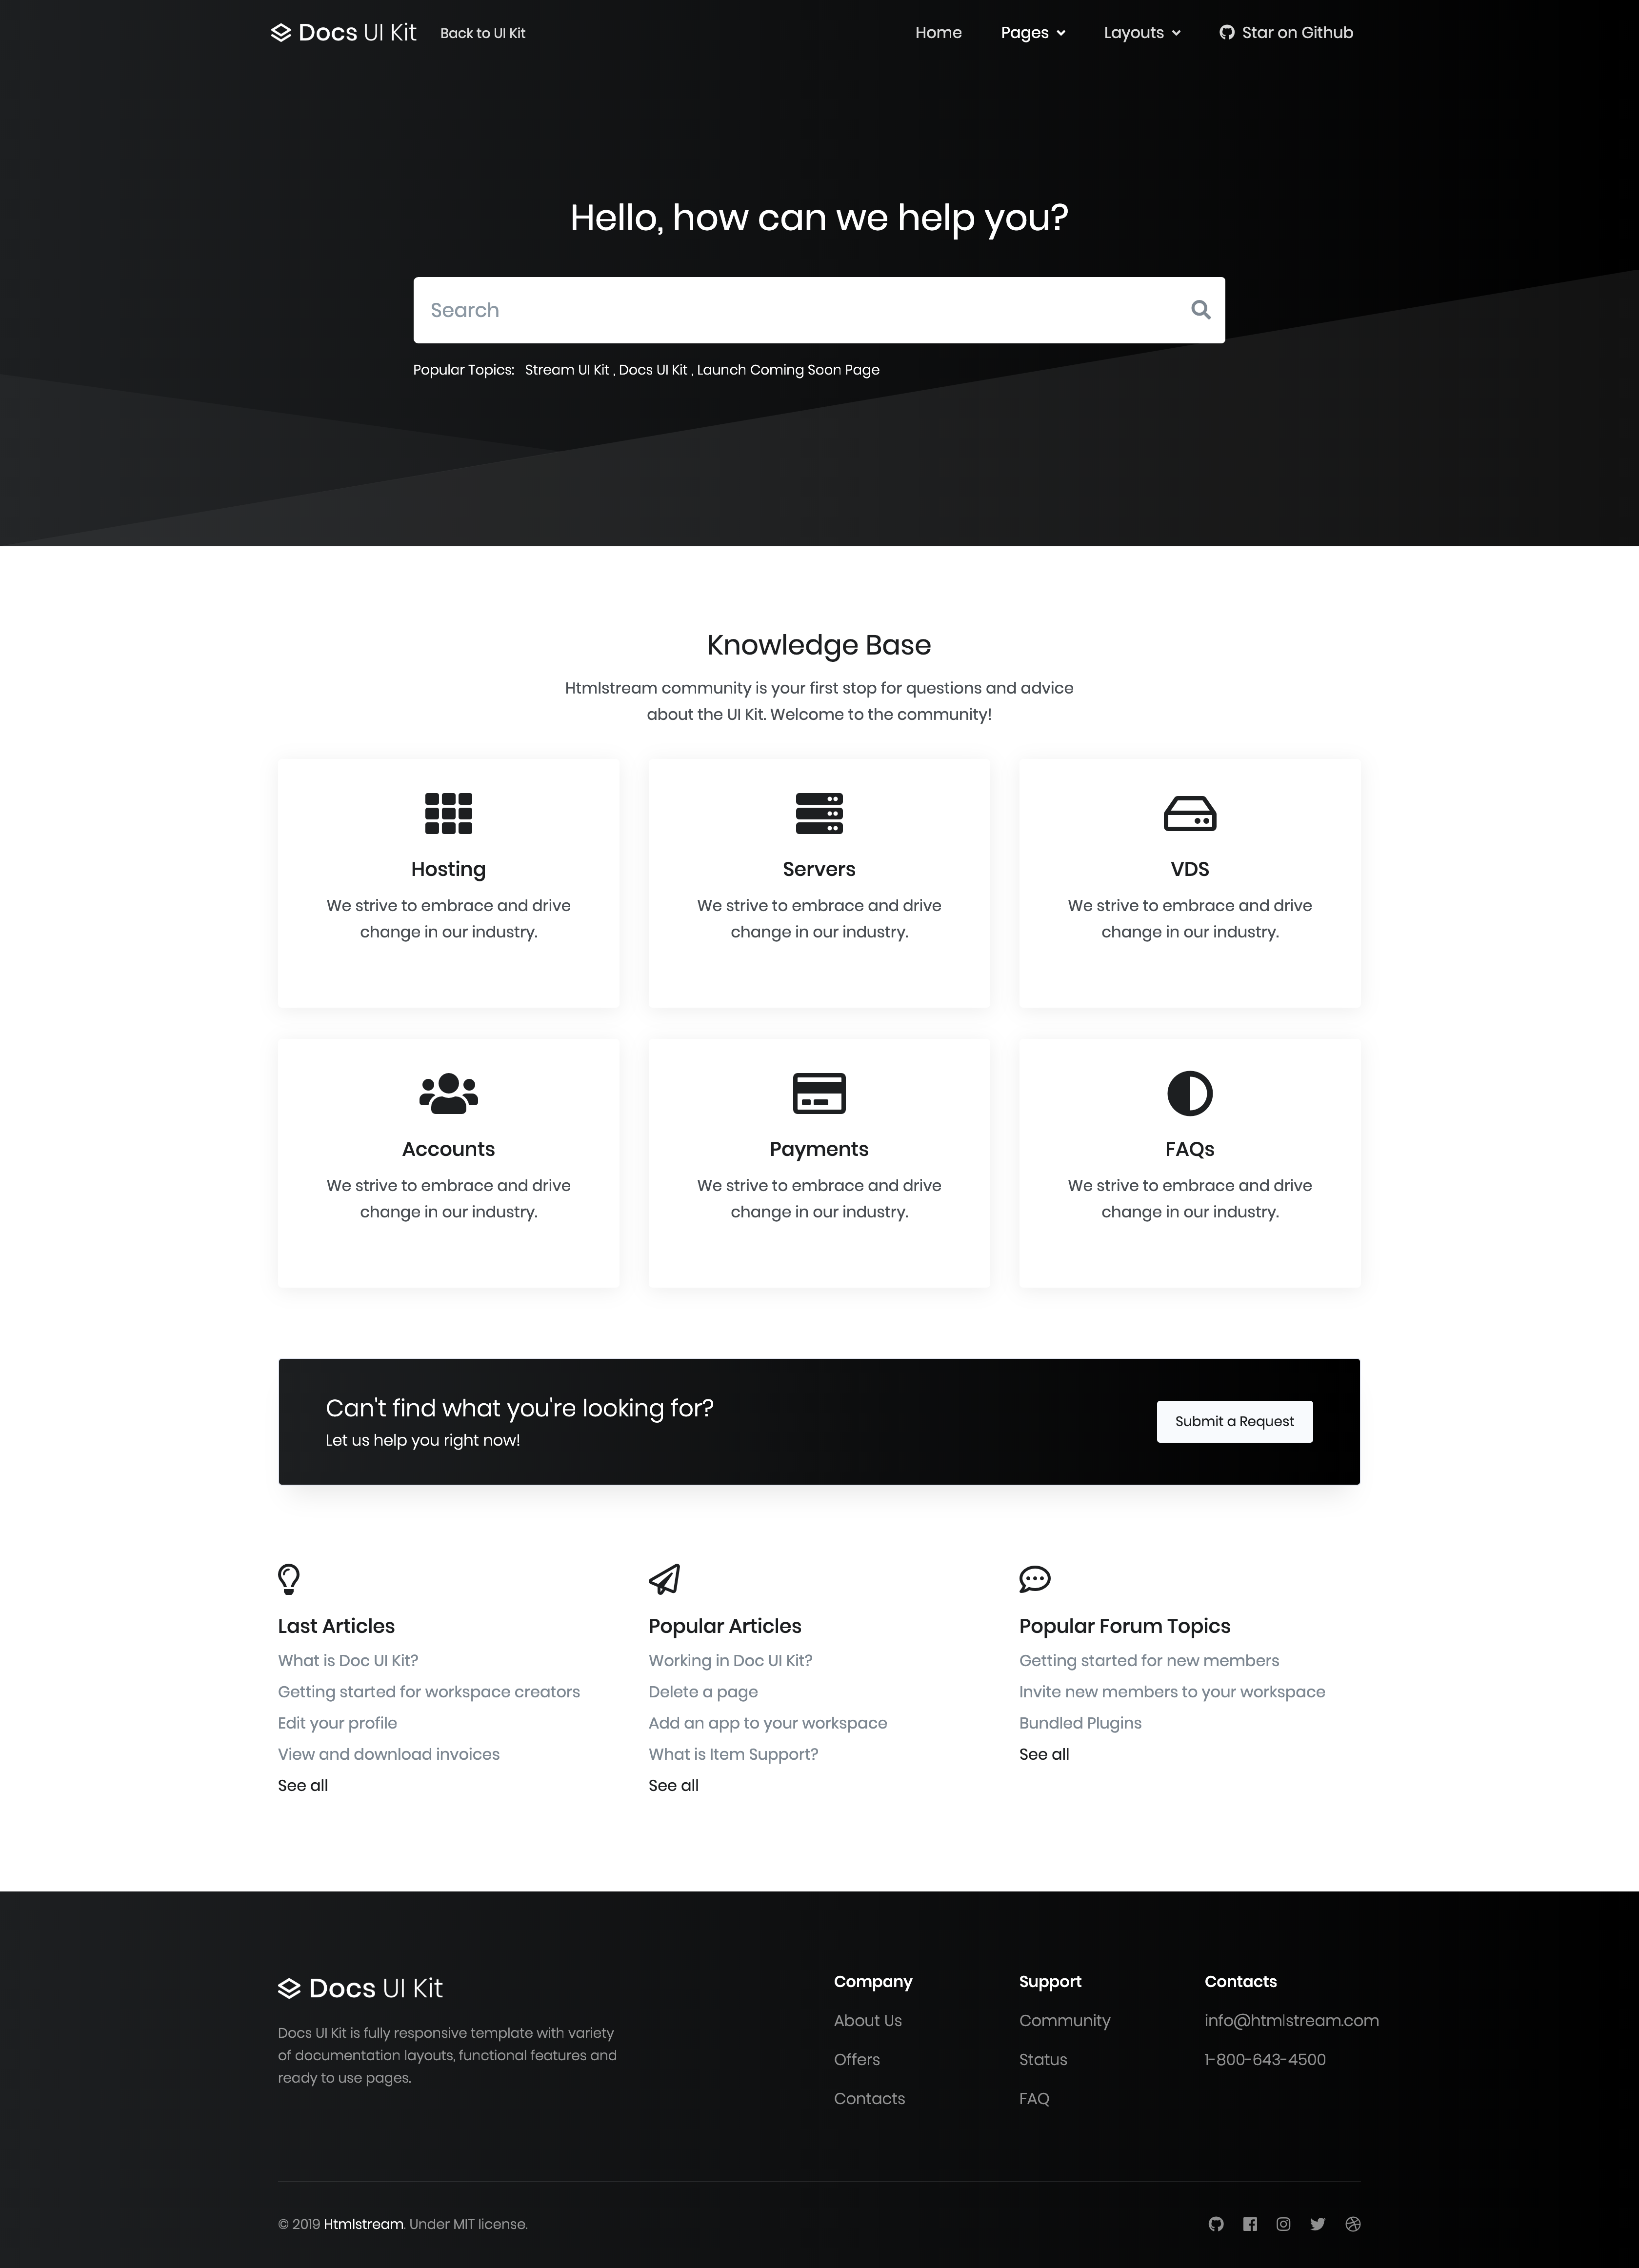 Docs UI Kit Back to UI Kit Home Pages Layouts Star on Github
Hello, how can we help you?
Search
Popular Topics: Stream UI Kit , Docs UI Kit , Launch Coming Soon Page
Knowledge Base
Htmlstream community is your first stop for questions and advice
about the UI Kit. Welcome to the community!
Hosting
We strive to embrace and drive
change in our industry.
Servers
We strive to embrace and drive
change in our industry.
VDS
We strive to embrace and drive
change in our industry.
Accounts
We strive to embrace and drive
change in our industry.
Payments
We strive to embrace and drive
change in our industry.
FAQs
We strive to embrace and drive
change in our industry.
Can't find what you're looking for?
Let us help you right now!
Submit a Request
Last Articles
What is Doc UI Kit?
Getting started for workspace creators
Edit your profile
View and download invoices
See all
Popular Articles
Working in Doc UI Kit?
Delete a page
Add an app to your workspace
What is Item Support?
See all
Popular Forum Topics
Getting started for new members
Invite new members to your workspace
Bundled Plugins
See all
Docs UI Kit
Docs UI Kit is fully responsive template with variety
of documentation layouts, functional features and
ready to use pages.
Company
About Us
Offers
Contacts
Support
Community
Status
FAQ
Contacts
info@htmlstream.com
1-800-643-4500
© 2019 Htmlstream. Under MIT license.